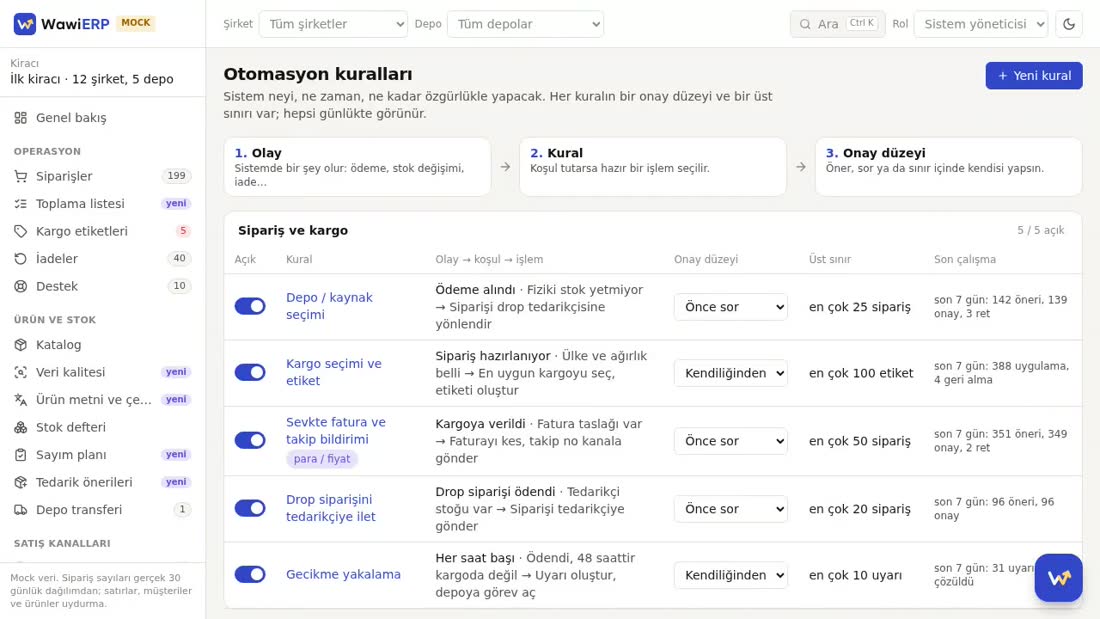 WawiERP MOCK
Şirket Tüm şirketler Depo Tüm depolar Ara Ctrl K Rol Sistem yöneticisi
Kiracı
İlk kiracı · 12 şirket, 5 depo
Genel bakış
OPERASYON
Siparişler 199
Toplama listesi yeni
Kargo etiketleri 5
İadeler 40
Destek 10
ÜRÜN VE STOK
Katalog
Veri kalitesi yeni
Ürün metni ve çe... yeni
Stok defteri
Sayım planı yeni
Tedarik önerileri yeni
Depo transferi 1
SATIŞ KANALLARI
Mock veri. Sipariş sayıları gerçek 30
günlük dağılımdan; satırlar, müşteriler
ve ürünler uydurma.
Otomasyon kuralları
+ Yeni kural
Sistem neyi, ne zaman, ne kadar özgürlükle yapacak. Her kuralın bir onay düzeyi ve bir üst
sınırı var; hepsi günlükte görünür.
1. Olay
Sistemde bir şey olur: ödeme, stok değişimi,
iade...
→
2. Kural
Koşul tutarsa hazır bir işlem seçilir.
→
3. Onay düzeyi
Öner, sor ya da sınır içinde kendisi yapsın.
Sipariş ve kargo 5 / 5 açık
Açık Kural Olay → koşul → işlem Onay düzeyi Üst sınır Son çalışma
Depo / kaynak
seçimi
Ödeme alındı · Fiziki stok yetmiyor
→ Siparişi drop tedarikçisine
yönlendir
Önce sor
en çok 25 sipariş
son 7 gün: 142 öneri, 139
onay, 3 ret
Kargo seçimi ve
etiket
Sipariş hazırlanıyor · Ülke ve ağırlık
belli → En uygun kargoyu seç,
etiketi oluştur
Kendiliğinden
en çok 100 etiket
son 7 gün: 388 uygulama,
4 geri alma
Sevkte fatura ve
takip bildirimi
para / fiyat
Kargoya verildi · Fatura taslağı var
→ Faturayı kes, takip no kanala
gönder
Önce sor
en çok 50 sipariş
son 7 gün: 351 öneri, 349
onay, 2 ret
Drop siparişini
tedarikçiye ilet
Drop siparişi ödendi · Tedarikçi
stoğu var → Siparişi tedarikçiye
gönder
Önce sor
en çok 20 sipariş
son 7 gün: 96 öneri, 96
onay
Gecikme yakalama
Her saat başı · Ödendi, 48 saattir
kargoda değil → Uyarı oluştur,
depoya görev aç
Kendiliğinden
en çok 10 uyarı
son 7 gün: 31 uyarı
çözüldü